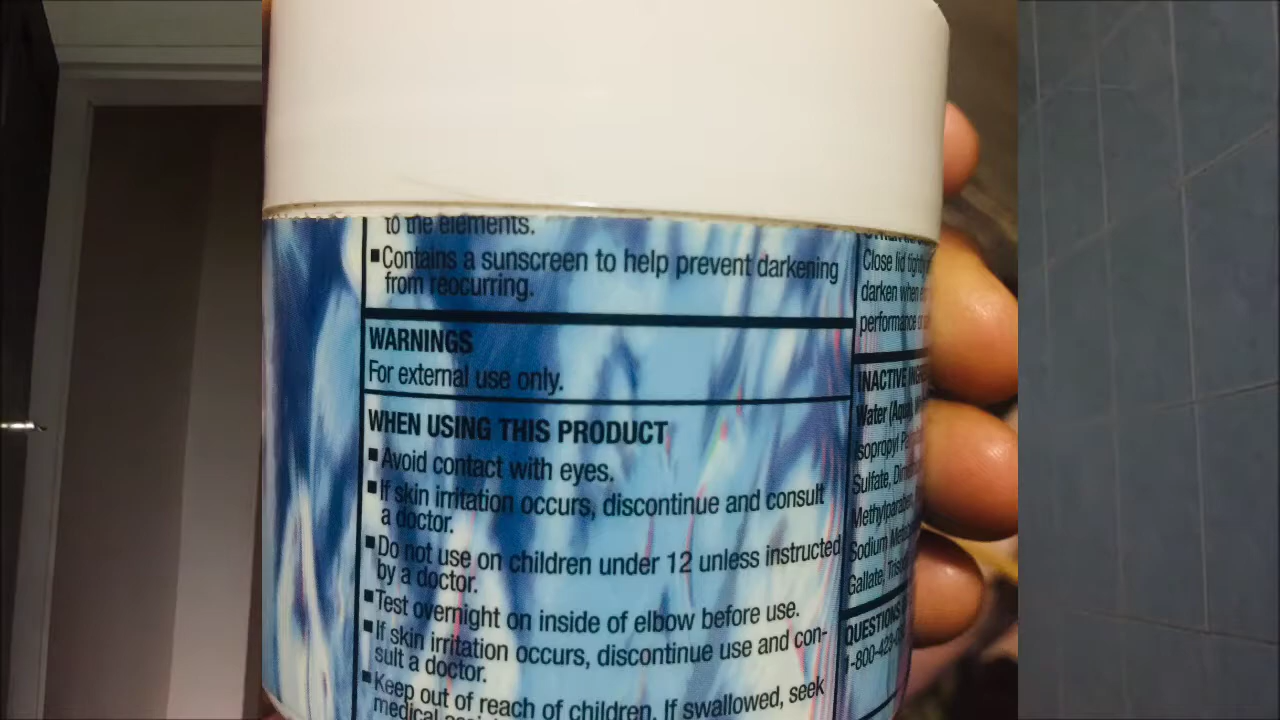 to the elements.
▪Contains a sunscreen to help prevent darkening
from reocurring.
WARNINGS
For external use only.
WHEN USING THIS PRODUCT
▪Avoid contact with eyes.
▪If skin irritation occurs, discontinue and consult
a doctor.
▪Do not use on children under 12 unless instructed
by a doctor.
▪Test overnight on inside of elbow before use.
▪If skin irritation occurs, discontinue use and con-
sult a doctor.
▪Keep out of reach of children. If swallowed, seek
medical
Close lid tightly
darken when
performance
INACTIVE
Water (Aqua),
Isopropyl
Sulfate,
Sodium
Gallate,
QUESTIONS